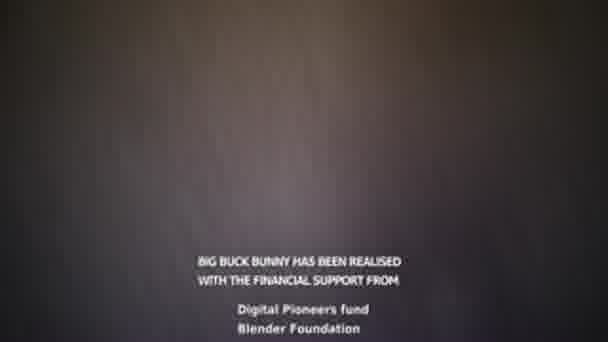 BIG BUCK BUNNY HAS BEEN REALISED
WITH THE FINANCIAL SUPPORT FROM
Digital Pioneers fund
Blender Foundation